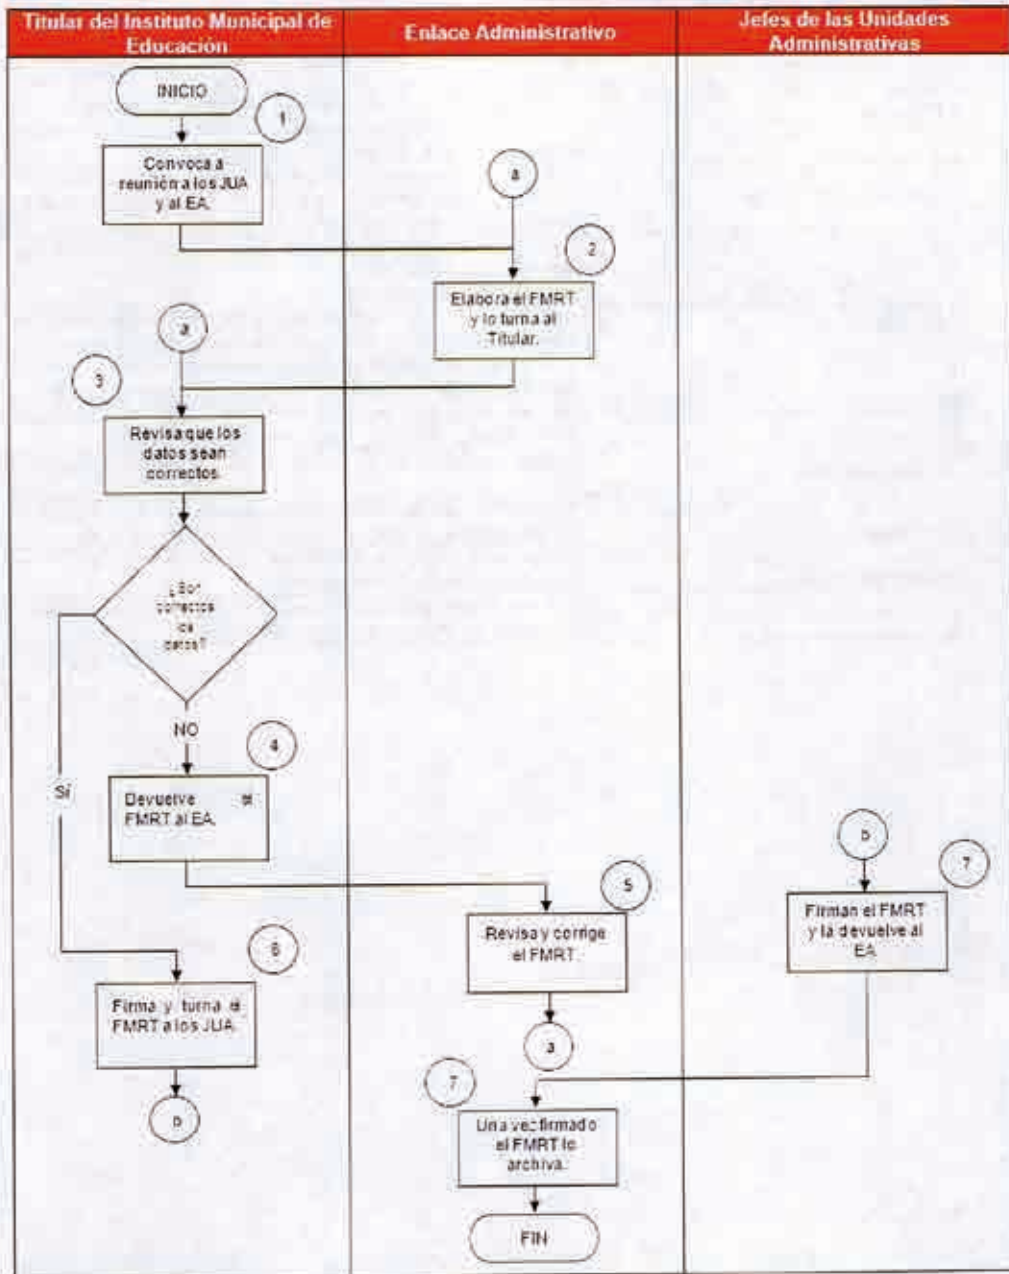 Titular del Instituto Municipal de
Educación
Enlace Administrativo
Jefes de las Unidades
Administrativas
INICIO
1
Convoca a
reunión a los JUA
y al EA.
a
2
Elabora el FMRT
y lo turna al
Titular.
a
3
Revisa que los
datos sean
correctos
¿Son
correctos
los
datos?
NO
SÍ
4
Devuelve el
FMRT al EA.
b
7
Firman el FMRT
y la devuelve al
EA
5
Revisa y corrige
el FMRT.
a
6
Firma y turna el
FMRT a los JUA.
b
7
Una vez firmado
el FMRT lo
archiva.
FIN